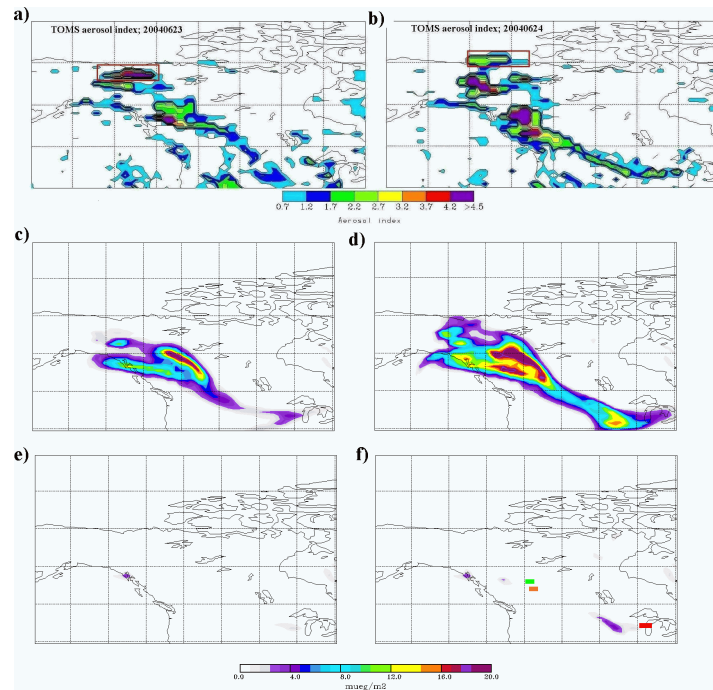 a)
TOMS aerosol index; 20040623
b)
TOMS aerosol index; 20040624
0.7 1.2 1.7 2.2 2.7 3.2 3.7 4.2 >4.5
Aerosol index
c)
d)
e)
f)
0.0 4.0 8.0 12.0 16.0 20.0
mueg/m2